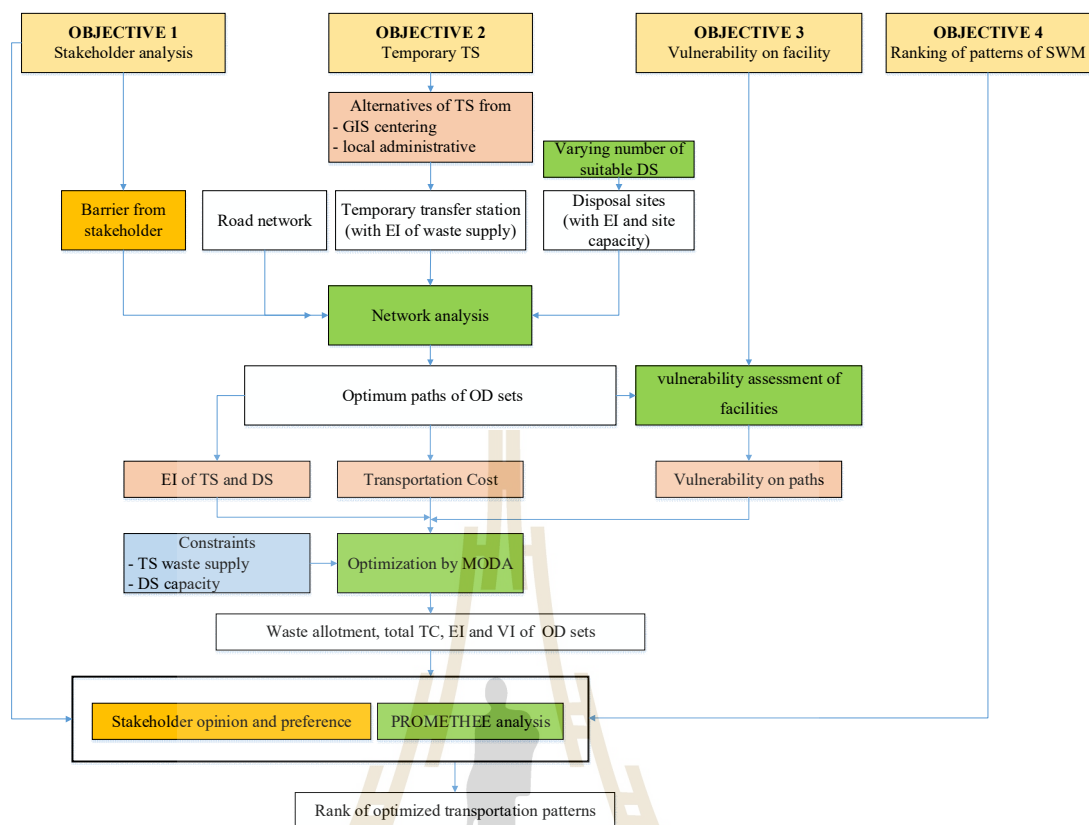 OBJECTIVE 1
Stakeholder analysis
OBJECTIVE 2
Temporary TS
OBJECTIVE 3
Vulnerability on facility
OBJECTIVE 4
Ranking of patterns of SWM
Alternatives of TS from
- GIS centering
- local administrative
Varying number of
suitable DS
Barrier from
stakeholder
Road network
Temporary transfer station
(with EI of waste supply)
Disposal sites
(with EI and site
capacity)
Network analysis
Optimum paths of OD sets
vulnerability assessment of
facilities
EI of TS and DS
Transportation Cost
Vulnerability on paths
Constraints
- TS waste supply
- DS capacity
Optimization by MODA
Waste allotment, total TC, EI and VI of OD sets
Stakeholder opinion and preference
PROMETHEE analysis
Rank of optimized transportation patterns